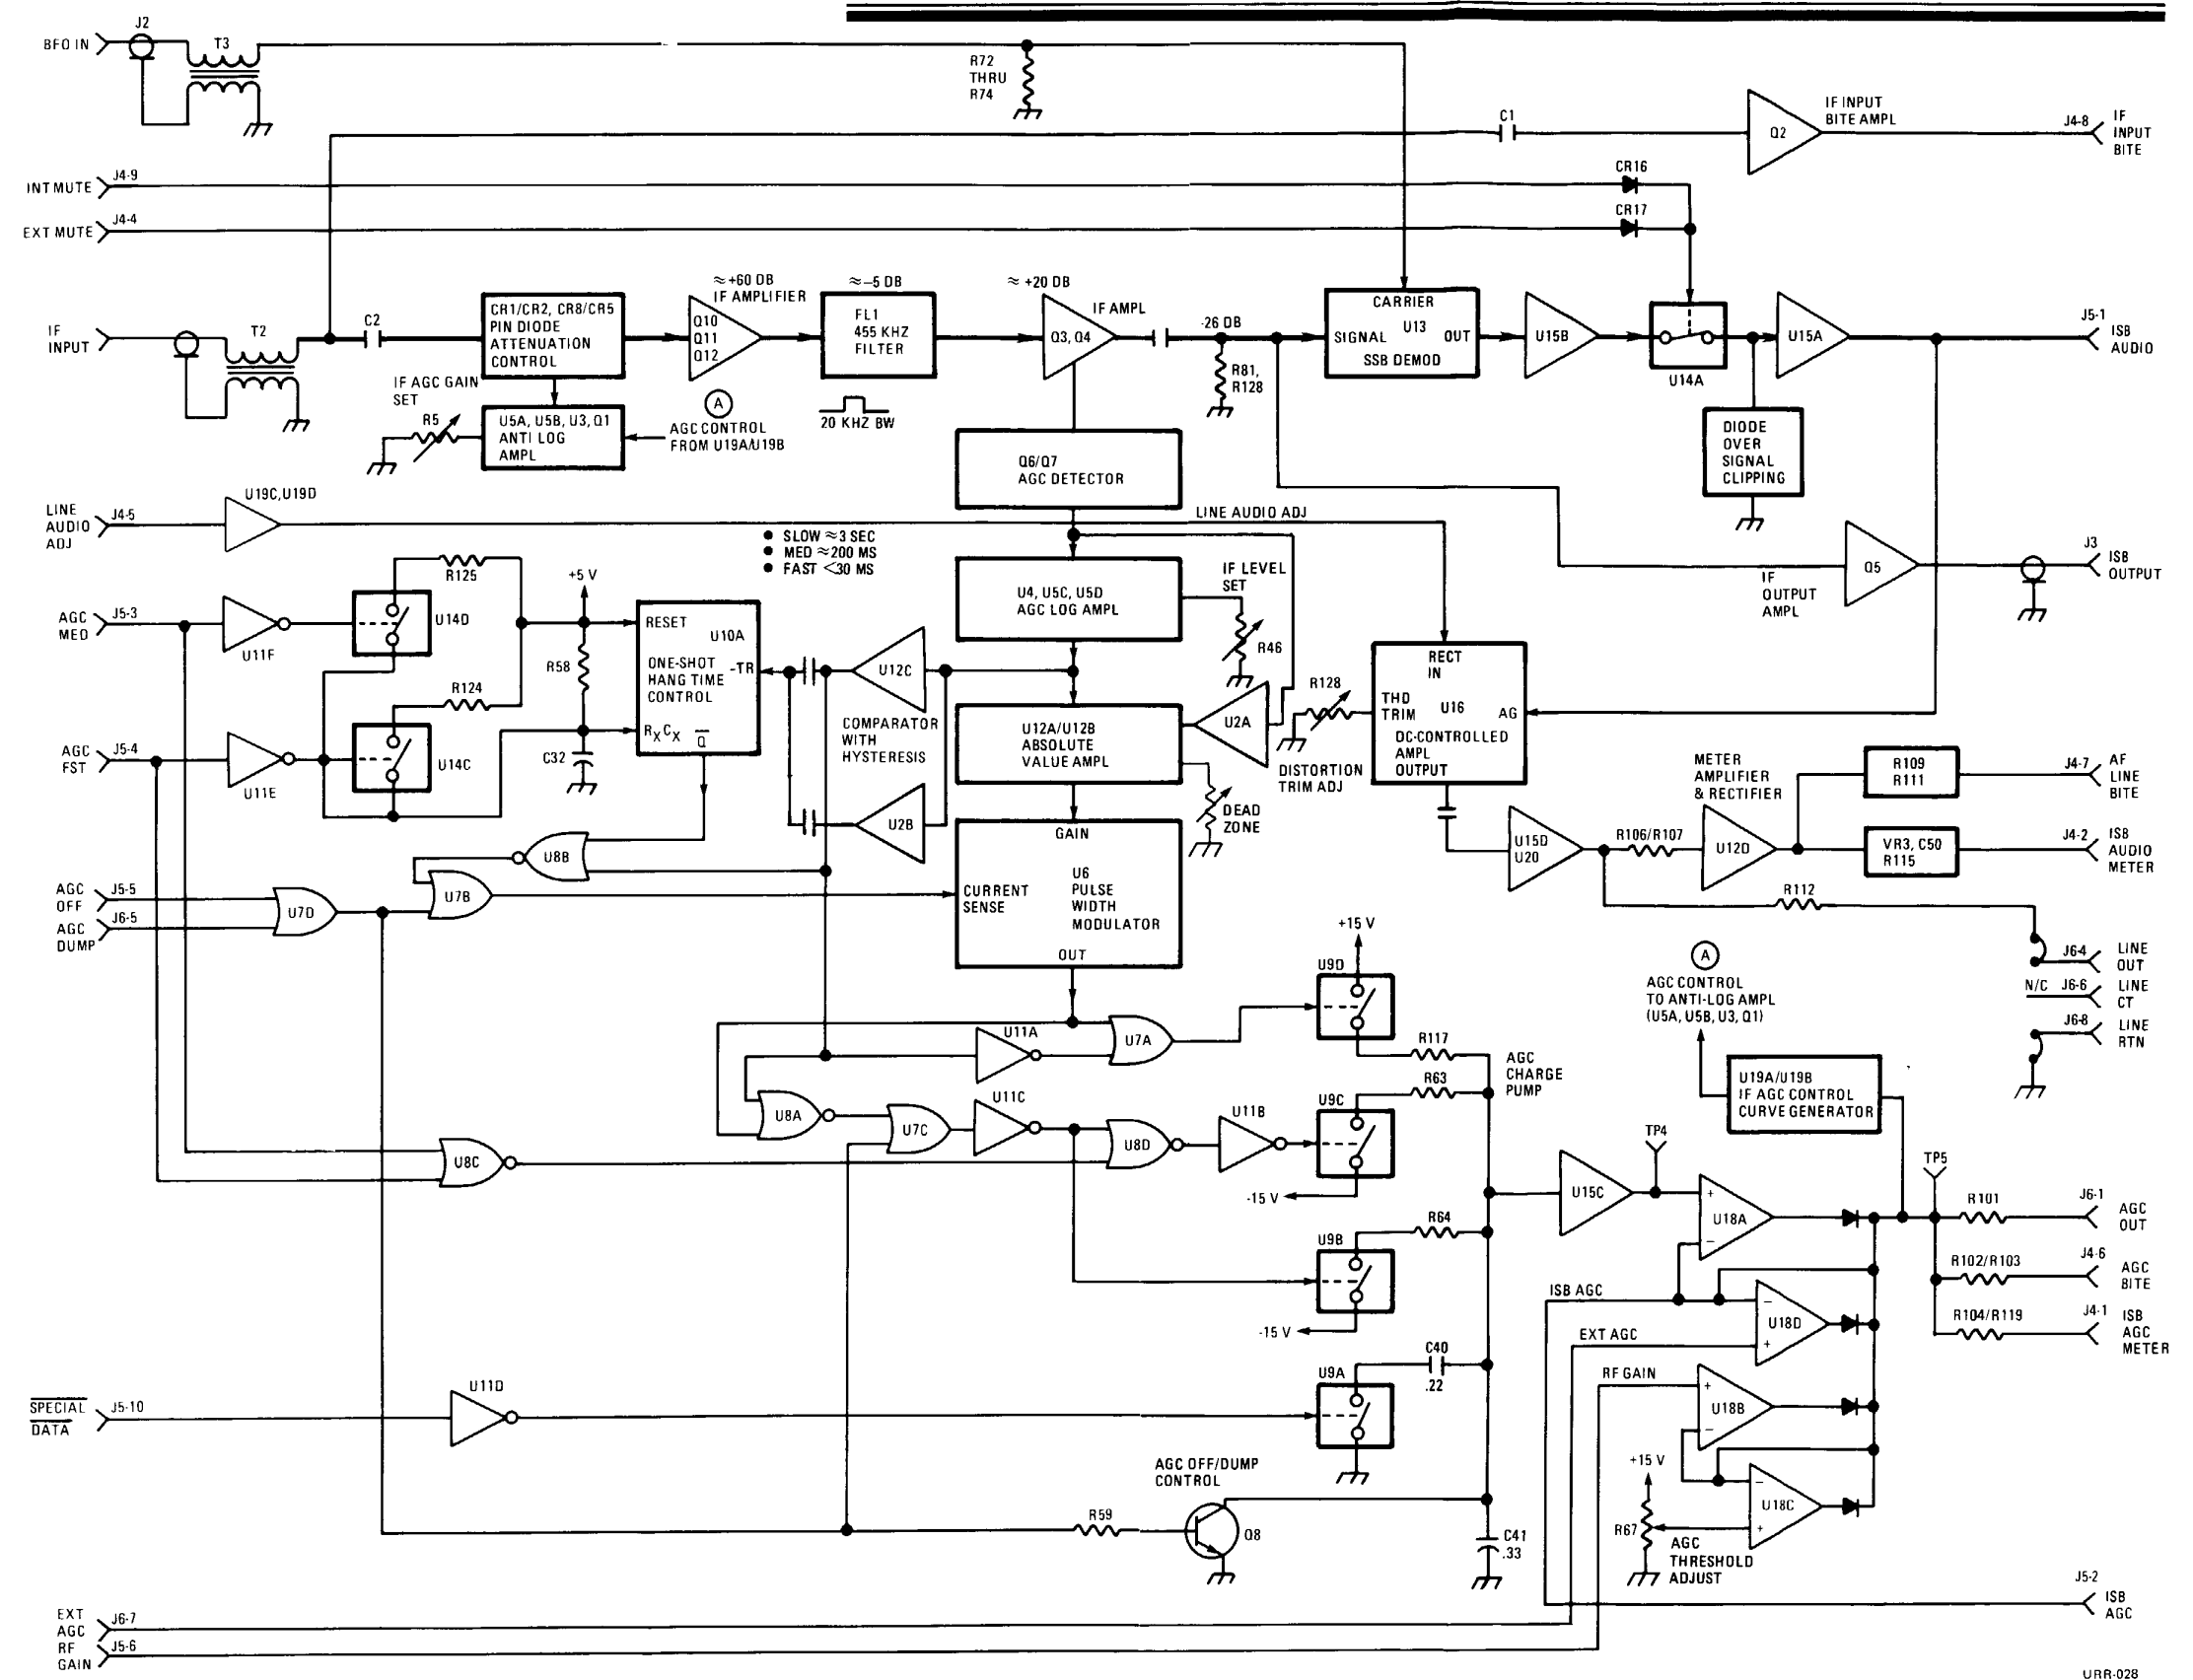 J2
BFO IN
T3
R72
THRU
R74
C1
Q2
IF INPUT
BITE AMPL
J4-8
IF
INPUT
BITE
INT MUTE
J4-9
CR16
EXT MUTE
J4-4
CR17
IF
INPUT
T2
C2
CR1/CR2, CR8/CR5
PIN DIODE
ATTENUATION
CONTROL
≈+60 DB
IF AMPLIFIER
Q10
Q11
Q12
≈-5 DB
FL1
455 KHZ
FILTER
20 KHZ BW
≈ +20 DB
IF AMPL
Q3, Q4
-26 DB
R81,
R128
CARRIER
SIGNAL
U13
OUT
SSB DEMOD
U15B
U14A
U15A
J5-1
ISB
AUDIO
IF AGC GAIN
SET
R5
U5A, U5B, U3, Q1
ANTI LOG
AMPL
A
AGC CONTROL
FROM U19A/U19B
Q6/Q7
AGC DETECTOR
DIODE
OVER
SIGNAL
CLIPPING
LINE
AUDIO
ADJ
J4-5
U19C, U19D
LINE AUDIO ADJ
● SLOW ≈3 SEC
● MED ≈200 MS
● FAST <30 MS
IF
OUTPUT
AMPL
Q5
J3
ISB
OUTPUT
AGC
MED
J5-3
U11F
U14D
R125
+5 V
R58
RESET
U10A
ONE-SHOT
HANG TIME
CONTROL
-TR
RXCX
Q
U12C
U4, U5C, U5D
AGC LOG AMPL
IF LEVEL
SET
R46
AGC
FST
J5-4
U11E
U14C
R124
C32
COMPARATOR
WITH
HYSTERESIS
U2B
U12A/U12B
ABSOLUTE
VALUE AMPL
U2A
DEAD
ZONE
R128
DISTORTION
TRIM ADJ
RECT
IN
THD
TRIM
U16
AG
DC-CONTROLLED
AMPL
OUTPUT
METER
AMPLIFIER
& RECTIFIER
R109
R111
J4-7
AF
LINE
BITE
U15D
U20
R106/R107
U12D
VR3, C50
R115
J4-2
ISB
AUDIO
METER
R112
AGC
OFF
J5-5
J6-5
AGC
DUMP
U7D
U8B
U7B
GAIN
CURRENT
SENSE
U6
PULSE
WIDTH
MODULATOR
OUT
J6-4
LINE
OUT
N/C
J6-6
LINE
CT
J6-8
LINE
RTN
+15 V
U9D
A
AGC CONTROL
TO ANTI-LOG AMPL
(U5A, U5B, U3, Q1)
U11A
U7A
R117
R63
AGC
CHARGE
PUMP
U19A/U19B
IF AGC CONTROL
CURVE GENERATOR
U8A
U7C
U11C
U8D
U11B
U9C
-15 V
U8C
U15C
TP4
+
U18A
−
TP5
R101
J6-1
AGC
OUT
R102/R103
J4-6
AGC
BITE
R104/R119
J4-1
ISB
AGC
METER
R64
U9B
-15 V
ISB AGC
−
U18D
+
EXT AGC
RF GAIN
+
U18B
−
C40
.22
U9A
SPECIAL
DATA
J5-10
U11D
+15 V
R67
AGC
THRESHOLD
ADJUST
−
U18C
+
AGC OFF/DUMP
CONTROL
R59
Q8
C41
.33
J5-2
ISB
AGC
EXT
AGC
J6-7
RF
GAIN
J5-6
URR-028